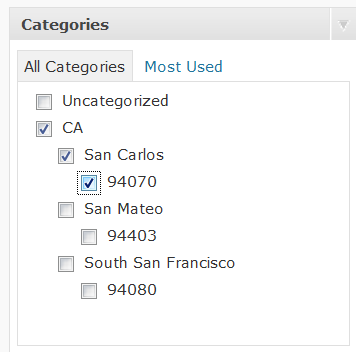 Categories
All Categories Most Used
Uncategorized
CA
San Carlos
94070
San Mateo
94403
South San Francisco
94080